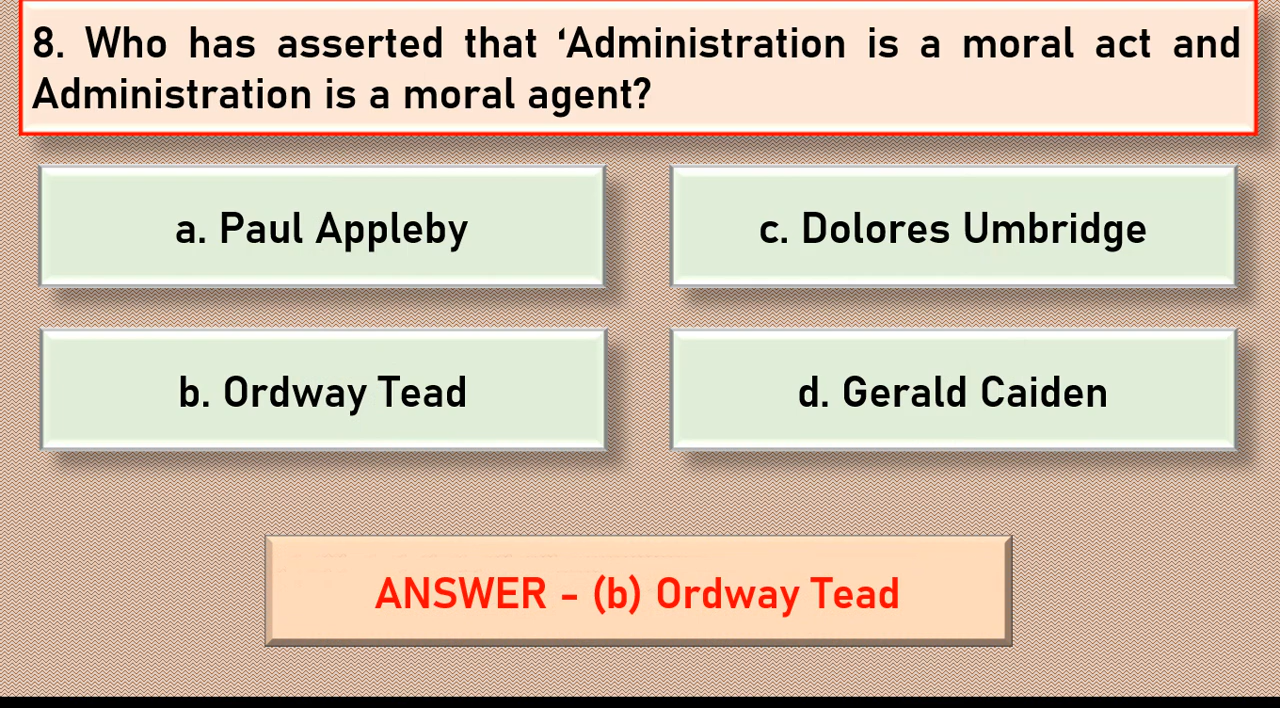 8. Who has asserted that ‘Administration is a moral act and
Administration is a moral agent?
a. Paul Appleby
c. Dolores Umbridge
b. Ordway Tead
d. Gerald Caiden
ANSWER - (b) Ordway Tead